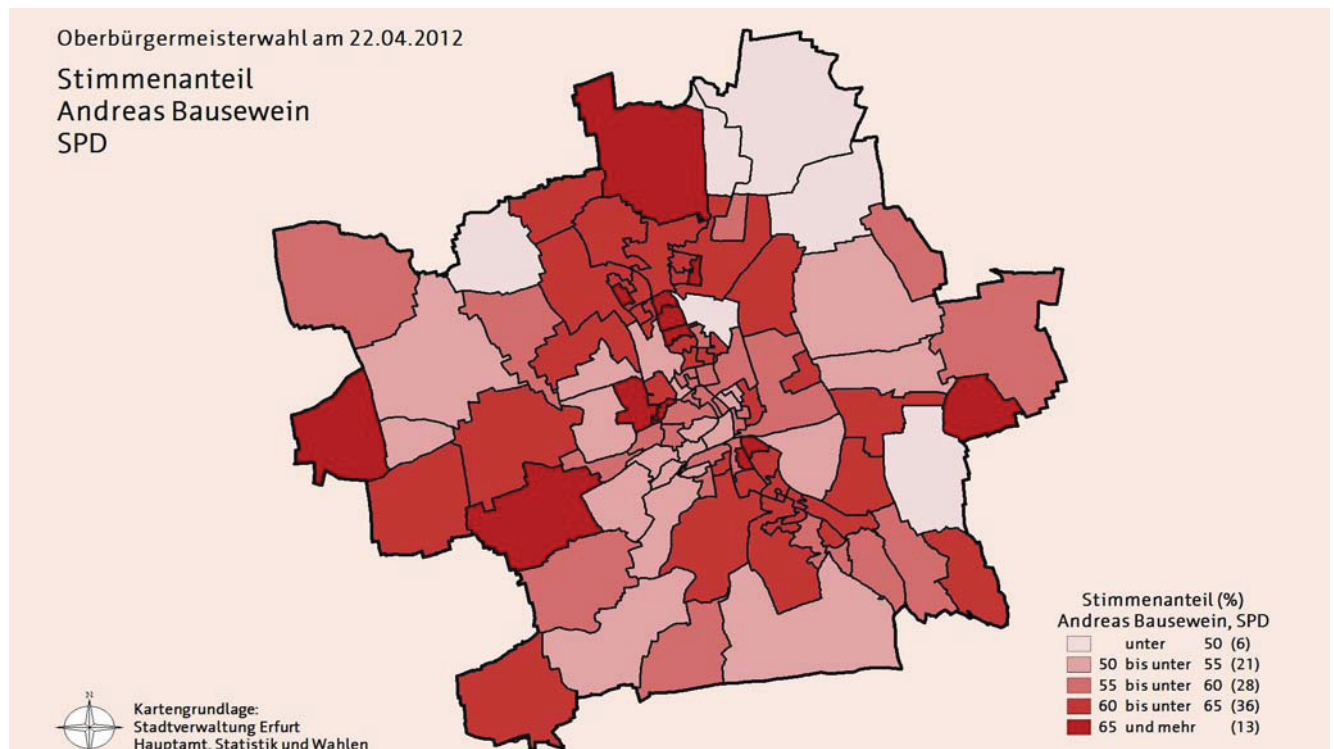 Oberbürgermeisterwahl am 22.04.2012
Stimmenanteil
Andreas Bausewein
SPD
Stimmenanteil (%)
Andreas Bausewein, SPD
unter 50 (6)
50 bis unter 55 (21)
55 bis unter 60 (28)
60 bis unter 65 (36)
65 und mehr (13)
N
Kartengrundlage:
Stadtverwaltung Erfurt
Hauptamt, Statistik und Wahlen